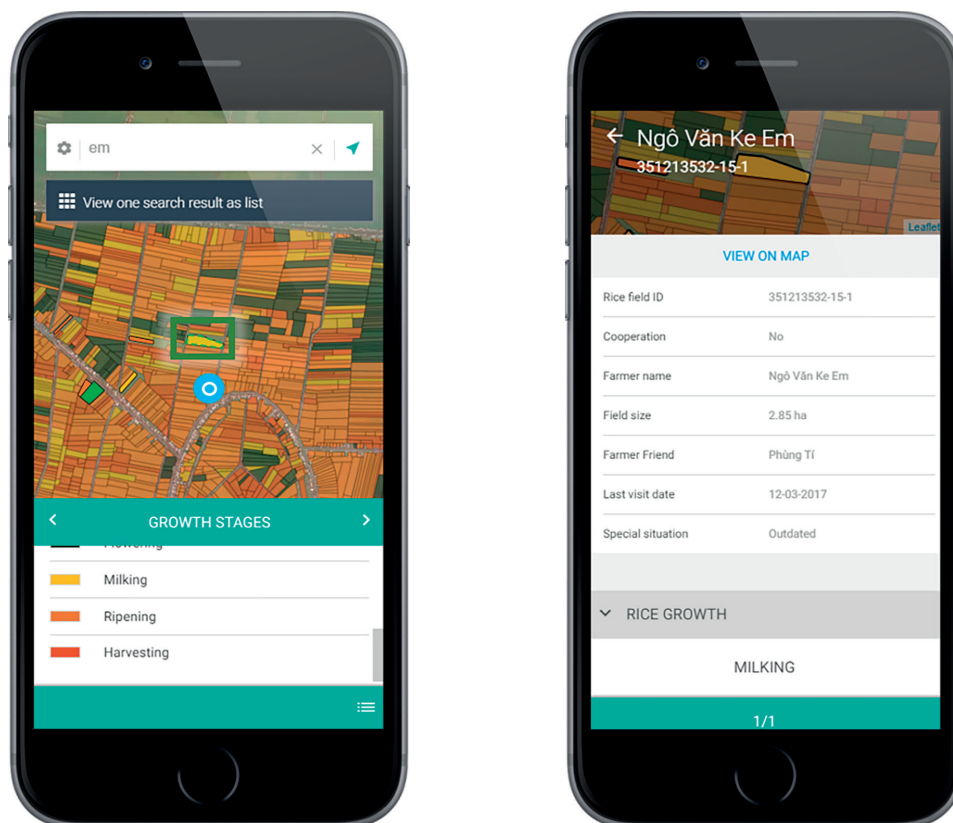 em
View one search result as list
GROWTH STAGES
Flowering
Milking
Ripening
Harvesting
Ngô Văn Ke Em
351213532-15-1
Leaflet
VIEW ON MAP
Rice field ID 351213532-15-1
Cooperation No
Farmer name Ngô Văn Ke Em
Field size 2.85 ha
Farmer Friend Phùng Tí
Last visit date 12-03-2017
Special situation Outdated
RICE GROWTH
MILKING
1/1